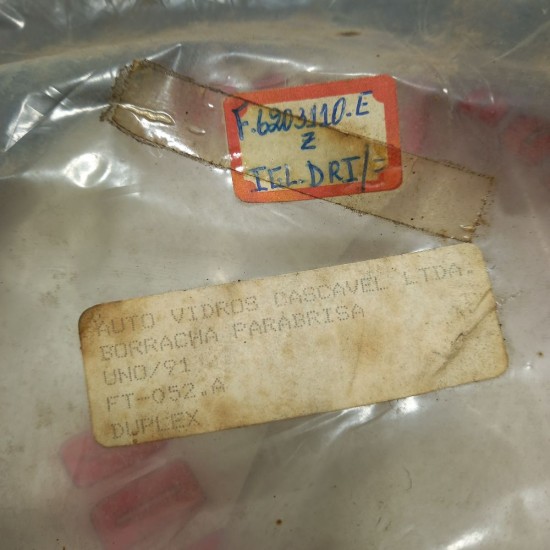 F.6203110.E
Z
IEL.DRI/=
AUTO VIDROS CASCAVEL LTDA.
BORRACHA PARABRISA
UNO/91
FT-052.A
DUPLEX